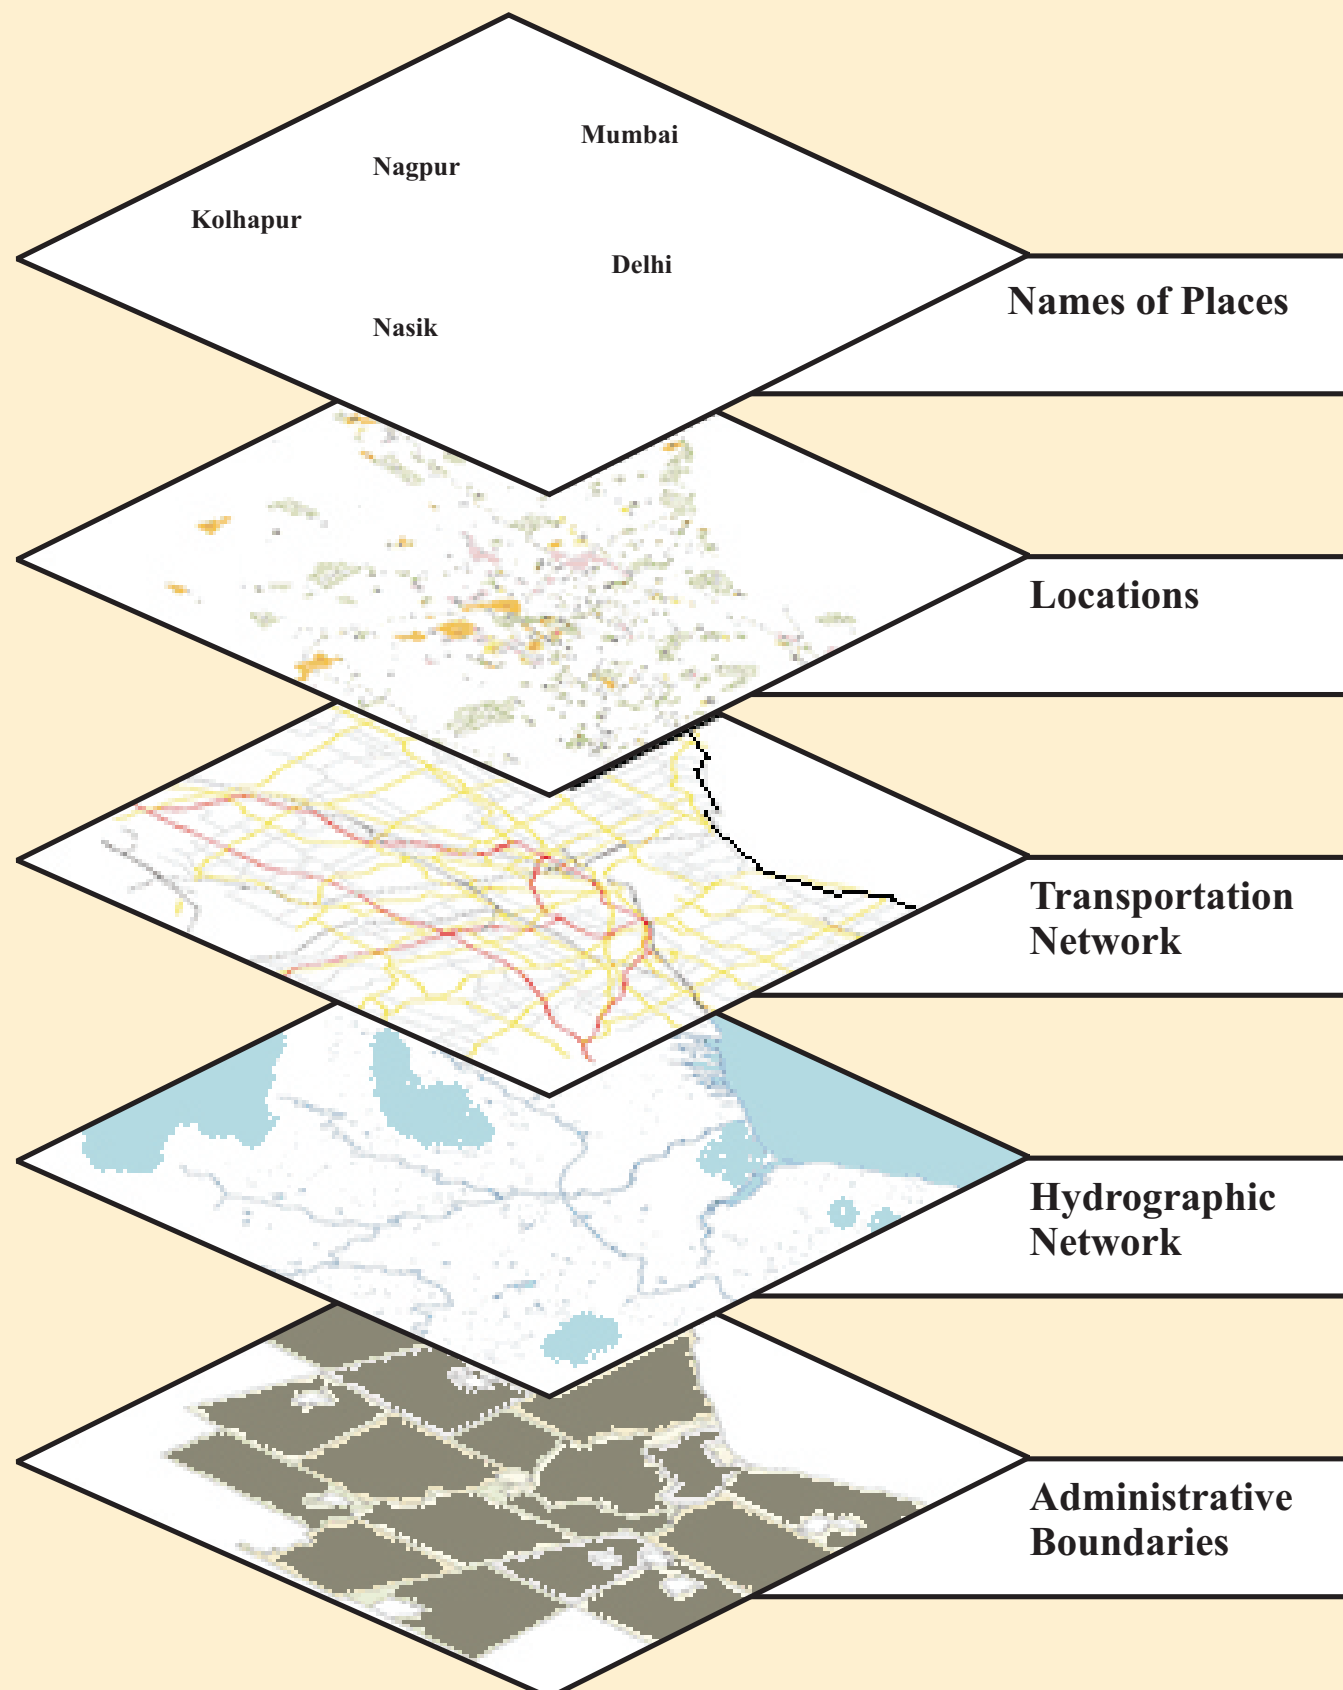 Mumbai
Nagpur
Kolhapur
Delhi
Nasik
Names of Places
Locations
Transportation
Network
Hydrographic
Network
Administrative
Boundaries